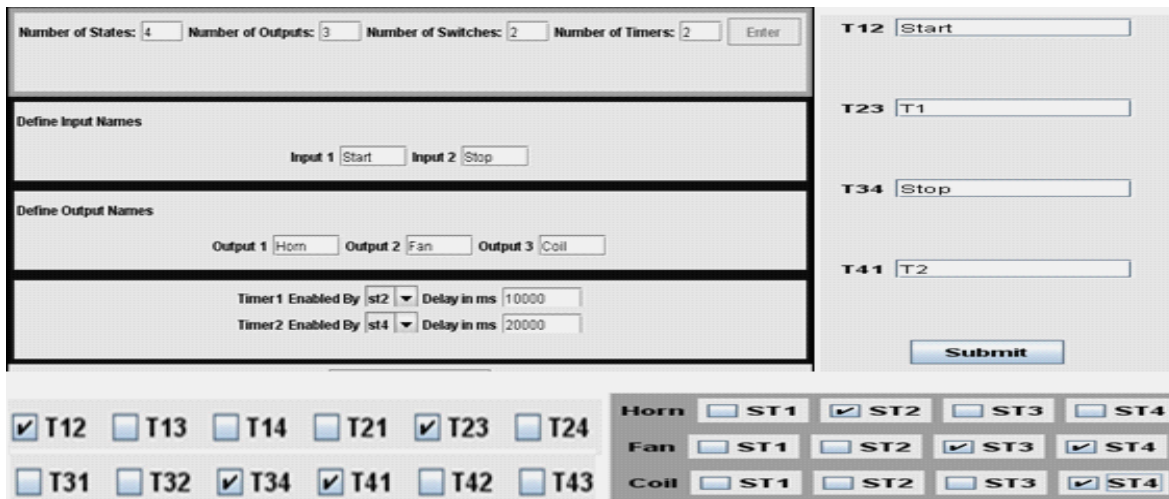 Number of States: 4 Number of Outputs: 3 Number of Switches: 2 Number of Timers: 2 Enter
Define Input Names
Input 1 Start Input 2 Stop
Define Output Names
Output 1 Horn Output 2 Fan Output 3 Coil
Timer1 Enabled By st2 Delay in ms 10000
Timer2 Enabled By st4 Delay in ms 20000
T12 Start
T23 T1
T34 Stop
T41 T2
Submit
T12 T13 T14 T21 T23 T24
T31 T32 T34 T41 T42 T43
Horn ST1 ST2 ST3 ST4
Fan ST1 ST2 ST3 ST4
Coil ST1 ST2 ST3 ST4